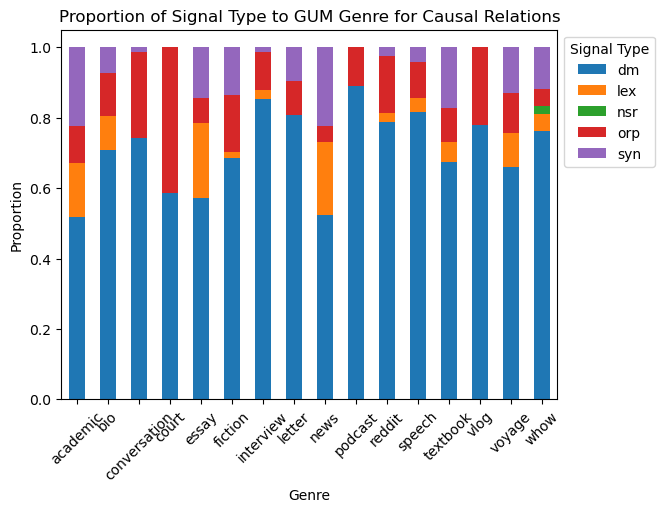 Proportion of Signal Type to GUM Genre for Causal Relations
Signal Type
dm
lex
nsr
orp
syn
Proportion
1.0
0.8
0.6
0.4
0.2
0.0
academic
bio
conversation
court
essay
fiction
interview
letter
news
podcast
reddit
speech
textbook
vlog
voyage
whow
Genre